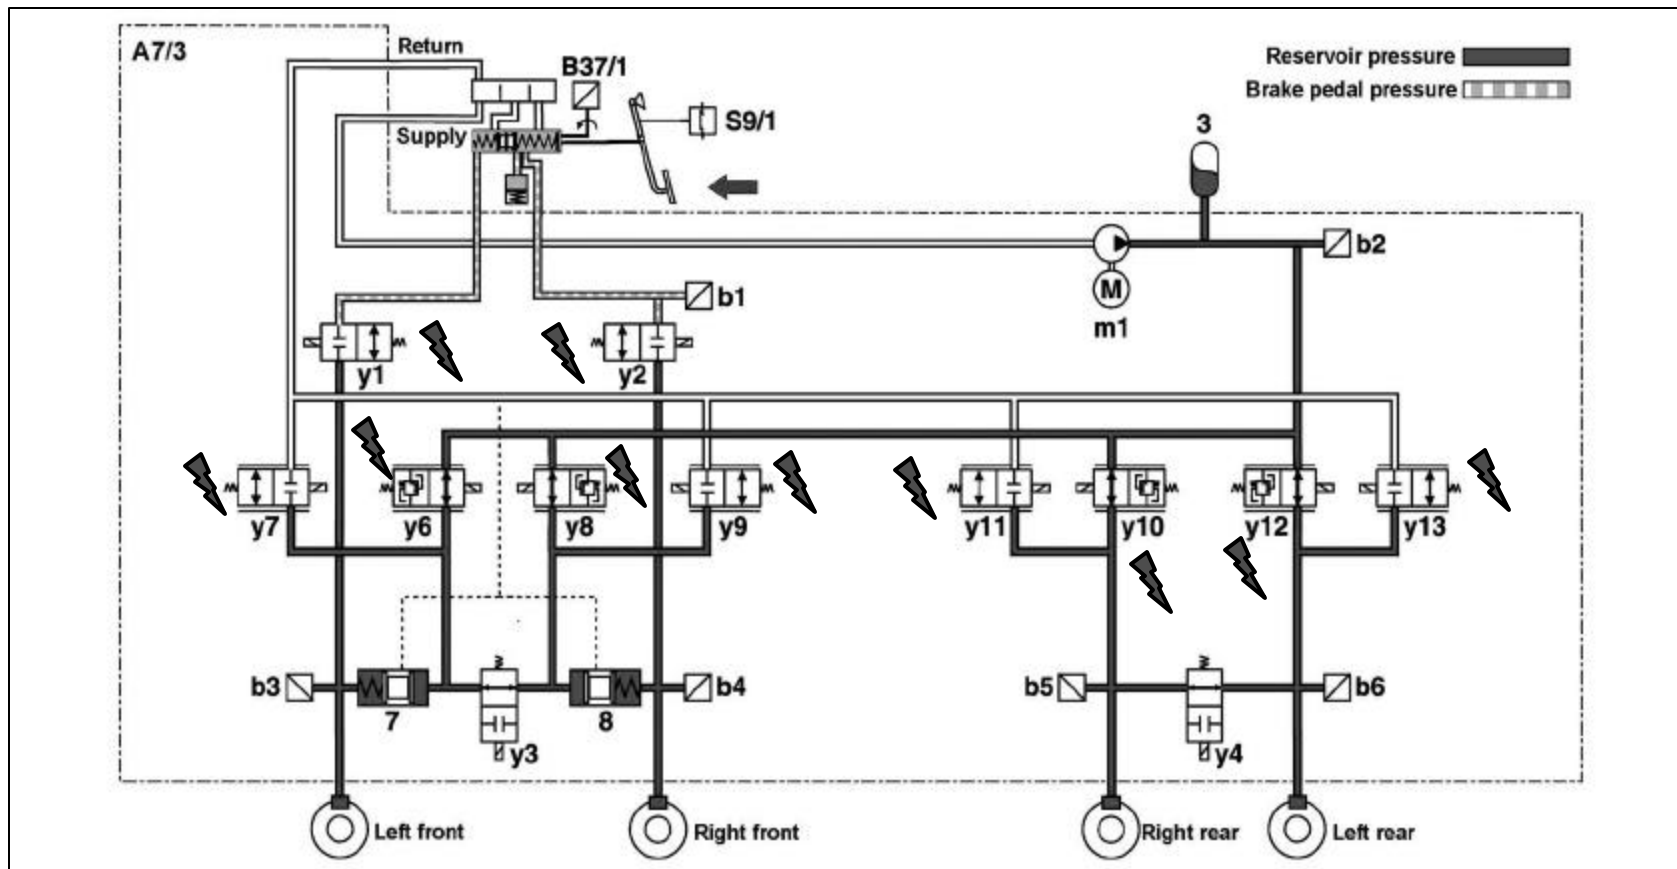 A7/3
Return
B37/1
Reservoir pressure
Brake pedal pressure
S9/1
Supply
3
b2
b1
M
m1
y1
y2
y7
y6
y8
y9
y11
y10
y12
y13
b3
b4
b5
b6
7
8
y3
y4
Left front
Right front
Right rear
Left rear